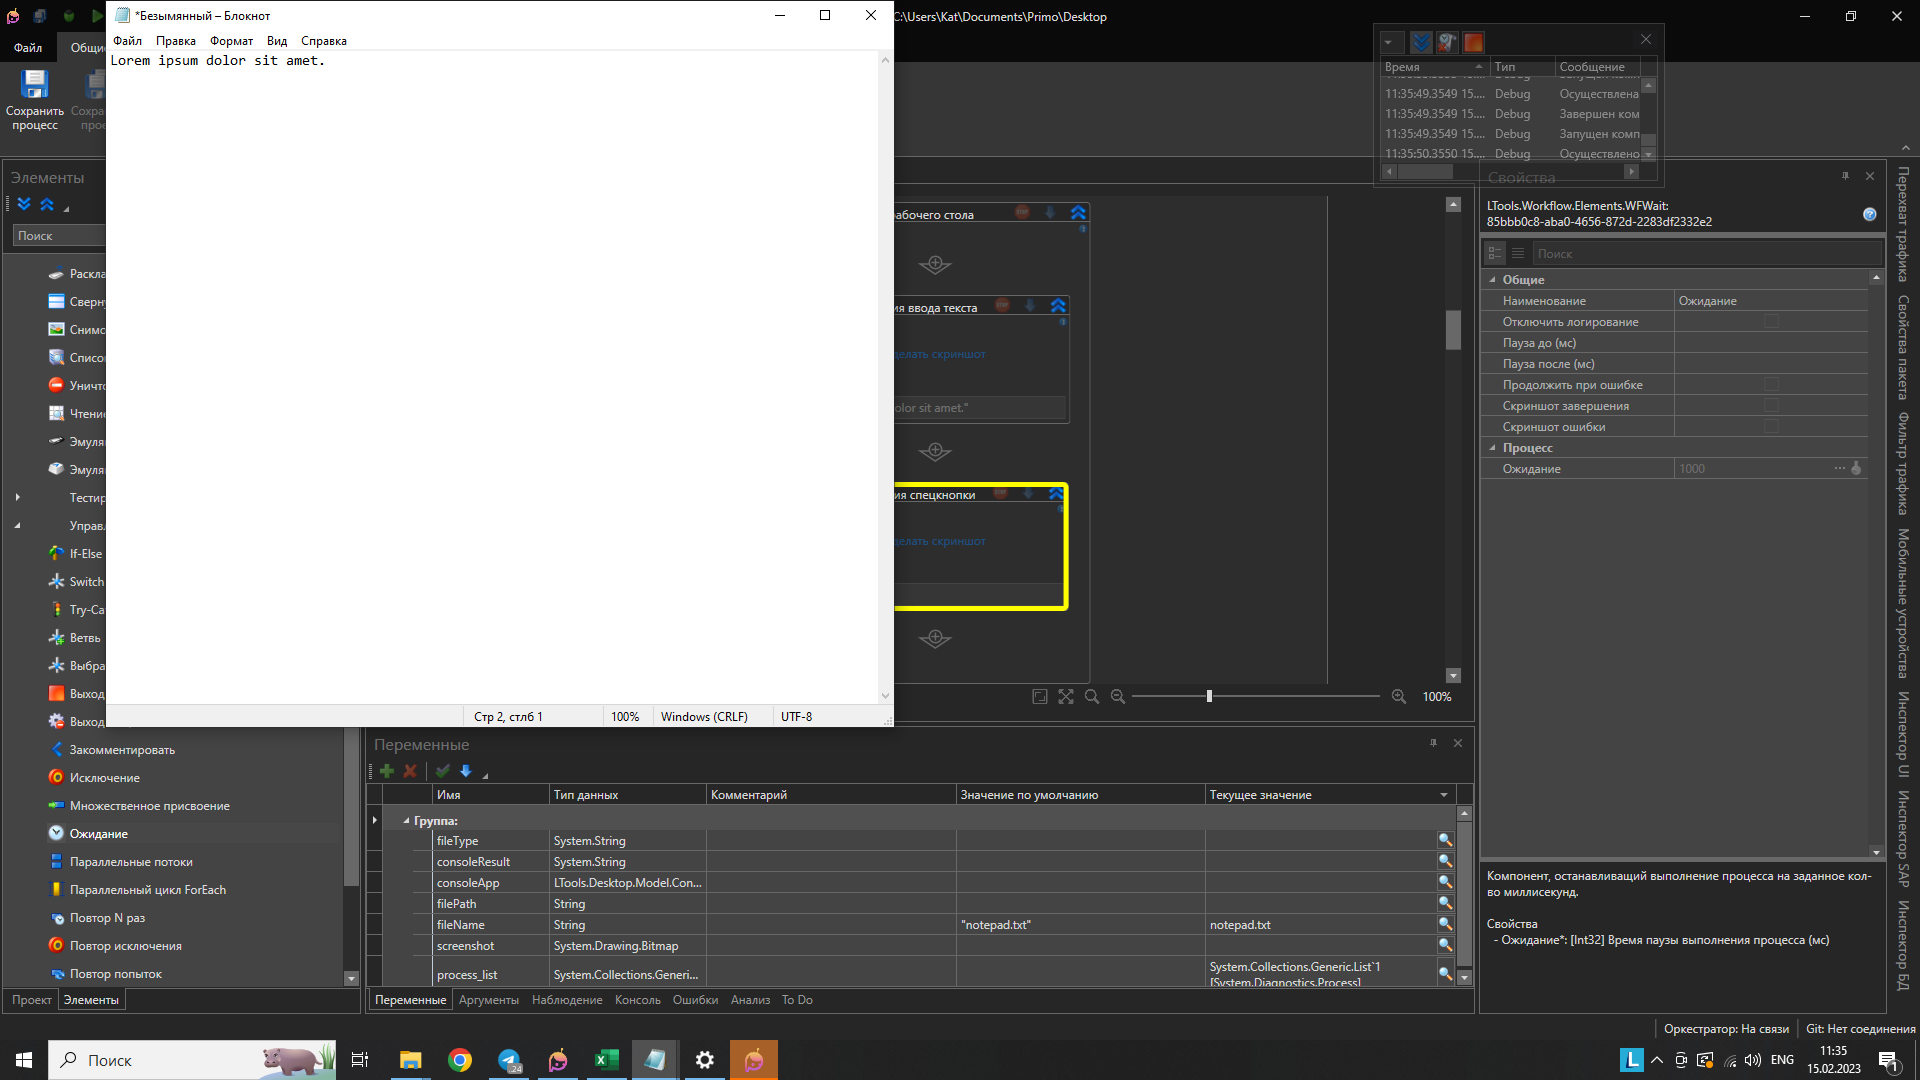 *Безымянный – Блокнот
Файл Правка Формат Вид Справка
Lorem ipsum dolor sit amet.
Стр 2, стлб 1
100%
Windows (CRLF)
UTF-8
C:\Users\Kat\Documents\Primo\Desktop
Файл
Сохранить процесс
Время Тип Сообщение
11:35:49.3549 15.... Debug Осуществлена
11:35:49.3549 15.... Debug Завершен ком
11:35:49.3549 15.... Debug Запущен комп
11:35:50.3550 15.... Debug Осуществлено
Элементы
Поиск
Раскла
Сверну
Снимо
Списо
Уничто
Чтение
Эмуля
Эмуля
Тестир
Управл
If-Else
Switch
Try-Ca
Ветвь
Выбра
Выход
Выход
Закомментировать
Исключение
Множественное присвоение
Ожидание
Параллельные потоки
Параллельный цикл ForEach
Повтор N раз
Повтор исключения
Повтор попыток
Проект Элементы
абочего стола
ия ввода текста
делать скриншот
olor sit amet."
ия спецкнопки
делать скриншот
100%
Переменные
Имя Тип данных Комментарий Значение по умолчанию Текущее значение
Группа:
fileType System.String
consoleResult System.String
consoleApp LTools.Desktop.Model.Con...
filePath String
fileName String "notepad.txt" notepad.txt
screenshot System.Drawing.Bitmap
process_list System.Collections.Generi... System.Collections.Generic.List`1
[System.Diagnostics.Process]
Переменные Аргументы Наблюдение Консоль Ошибки Анализ To Do
Свойства
LTools.Workflow.Elements.WFWait:
85bbb0c8-aba0-4656-872d-2283df2332e2
Поиск
Общие
Наименование Ожидание
Отключить логирование
Пауза до (мс)
Пауза после (мс)
Продолжить при ошибке
Скриншот завершения
Скриншот ошибки
Процесс
Ожидание 1000 ...
Компонент, останавливащий выполнение процесса на заданное кол-
во миллисекунд.
Свойства
- Ожидание*: [Int32] Время паузы выполнения процесса (мс)
Перехват трафика
Свойства пакета
Фильтр трафика
Мобильные устройства
Инспектор UI
Инспектор SAP
Инспектор БД
Оркестратор: На связи
Git: Нет соединения
Поиск
24
L
ENG
11:35
15.02.2023
1